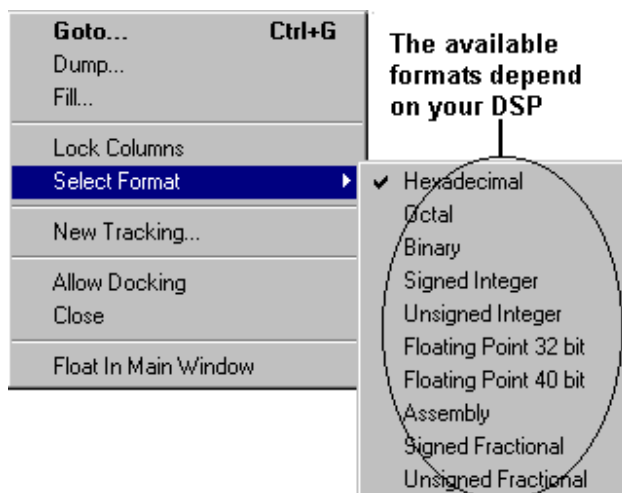 Goto... Ctrl+G
Dump...
Fill...
Lock Columns
Select Format
New Tracking...
Allow Docking
Close
Float In Main Window
The available
formats depend
on your DSP
Hexadecimal
Octal
Binary
Signed Integer
Unsigned Integer
Floating Point 32 bit
Floating Point 40 bit
Assembly
Signed Fractional
Unsigned Fractional